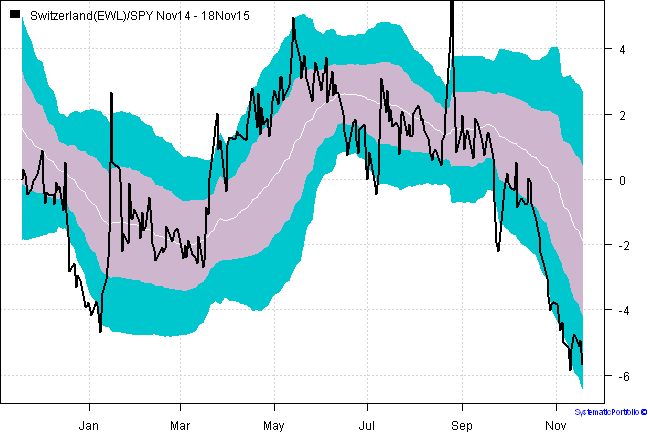 Switzerland(EWL)/SPY Nov14 - 18Nov15
4
2
0
-2
-4
-6
Jan Mar May Jul Sep Nov
SystematicPortfolio ©